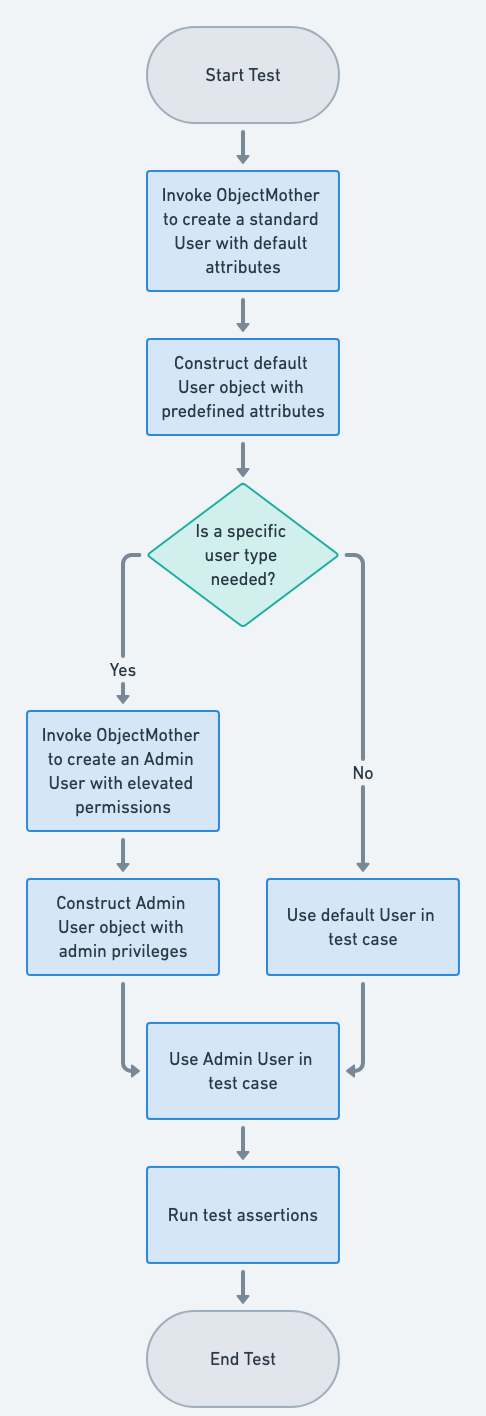 Start Test
Invoke ObjectMother
to create a standard
User with default
attributes
Construct default
User object with
predefined attributes
Is a specific
user type
needed?
Yes
Invoke ObjectMother
to create an Admin
User with elevated
permissions
No
Construct Admin
User object with
admin privileges
Use default User in
test case
Use Admin User in
test case
Run test assertions
End Test